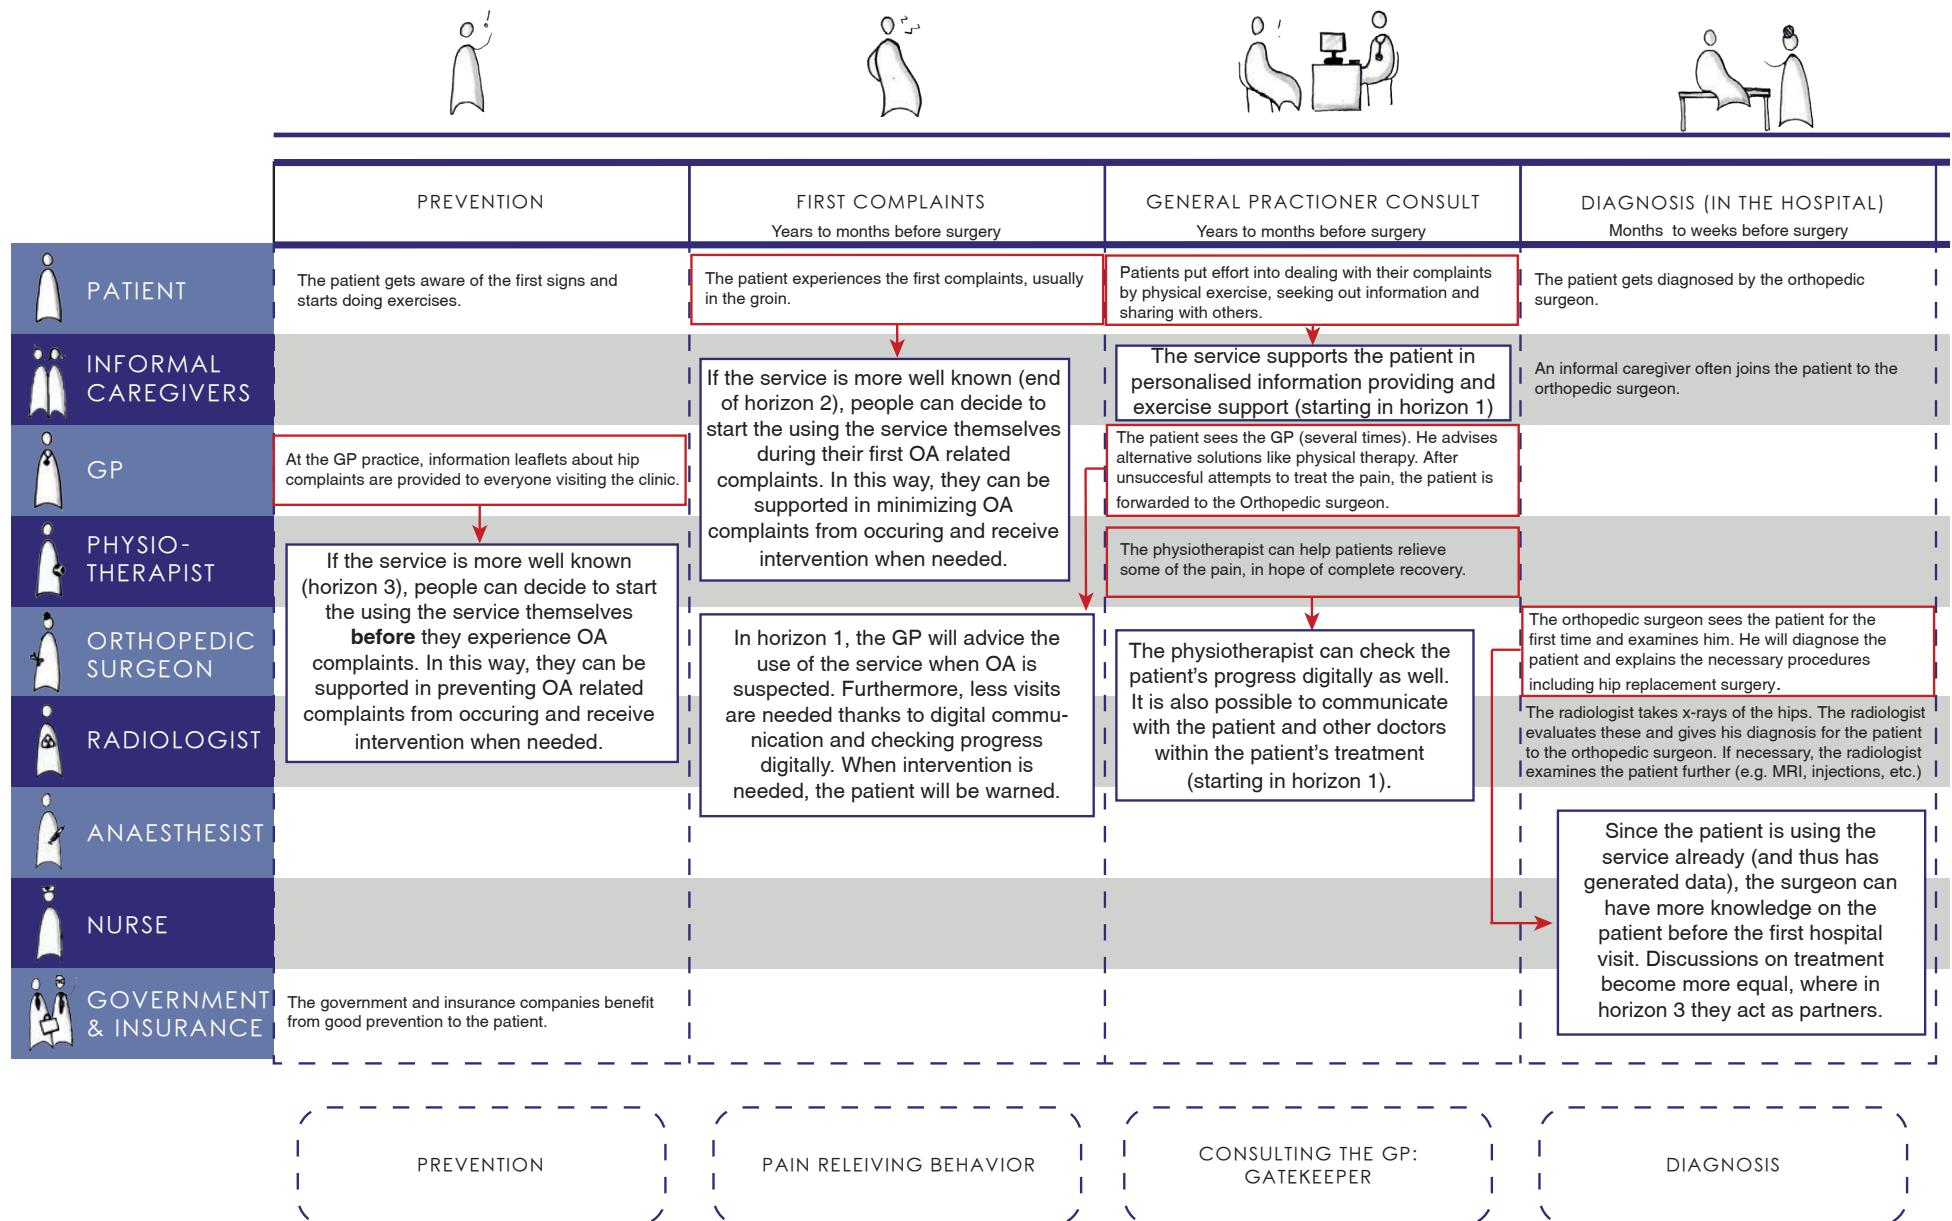 PREVENTION
FIRST COMPLAINTS
Years to months before surgery
GENERAL PRACTIONER CONSULT
Years to months before surgery
DIAGNOSIS (IN THE HOSPITAL)
Months to weeks before surgery
PATIENT
The patient gets aware of the first signs and
starts doing exercises.
The patient experiences the first complaints, usually
in the groin.
Patients put effort into dealing with their complaints
by physical exercise, seeking out information and
sharing with others.
The patient gets diagnosed by the orthopedic
surgeon.
INFORMAL
CAREGIVERS
If the service is more well known (end
of horizon 2), people can decide to
start the using the service themselves
during their first OA related
complaints. In this way, they can be
supported in minimizing OA
complaints from occuring and receive
intervention when needed.
The service supports the patient in
personalised information providing and
exercise support (starting in horizon 1)
An informal caregiver often joins the patient to the
orthopedic surgeon.
GP
At the GP practice, information leaflets about hip
complaints are provided to everyone visiting the clinic.
The patient sees the GP (several times). He advises
alternative solutions like physical therapy. After
unsuccesful attempts to treat the pain, the patient is
forwarded to the Orthopedic surgeon.
PHYSIO-
THERAPIST
If the service is more well known
(horizon 3), people can decide to start
the using the service themselves
before they experience OA
complaints. In this way, they can be
supported in preventing OA related
complaints from occuring and receive
intervention when needed.
The physiotherapist can help patients relieve
some of the pain, in hope of complete recovery.
ORTHOPEDIC
SURGEON
In horizon 1, the GP will advice the
use of the service when OA is
suspected. Furthermore, less visits
are needed thanks to digital commu-
nication and checking progress
digitally. When intervention is
needed, the patient will be warned.
The physiotherapist can check the
patient's progress digitally as well.
It is also possible to communicate
with the patient and other doctors
within the patient's treatment
(starting in horizon 1).
The orthopedic surgeon sees the patient for the
first time and examines him. He will diagnose the
patient and explains the necessary procedures
including hip replacement surgery.
RADIOLOGIST
The radiologist takes x-rays of the hips. The radiologist
evaluates these and gives his diagnosis for the patient
to the orthopedic surgeon. If necessary, the radiologist
examines the patient further (e.g. MRI, injections, etc.)
ANAESTHESIST
Since the patient is using the
service already (and thus has
generated data), the surgeon can
have more knowledge on the
patient before the first hospital
visit. Discussions on treatment
become more equal, where in
horizon 3 they act as partners.
NURSE
GOVERNMENT
& INSURANCE
The government and insurance companies benefit
from good prevention to the patient.
PREVENTION
PAIN RELEIVING BEHAVIOR
CONSULTING THE GP:
GATEKEEPER
DIAGNOSIS